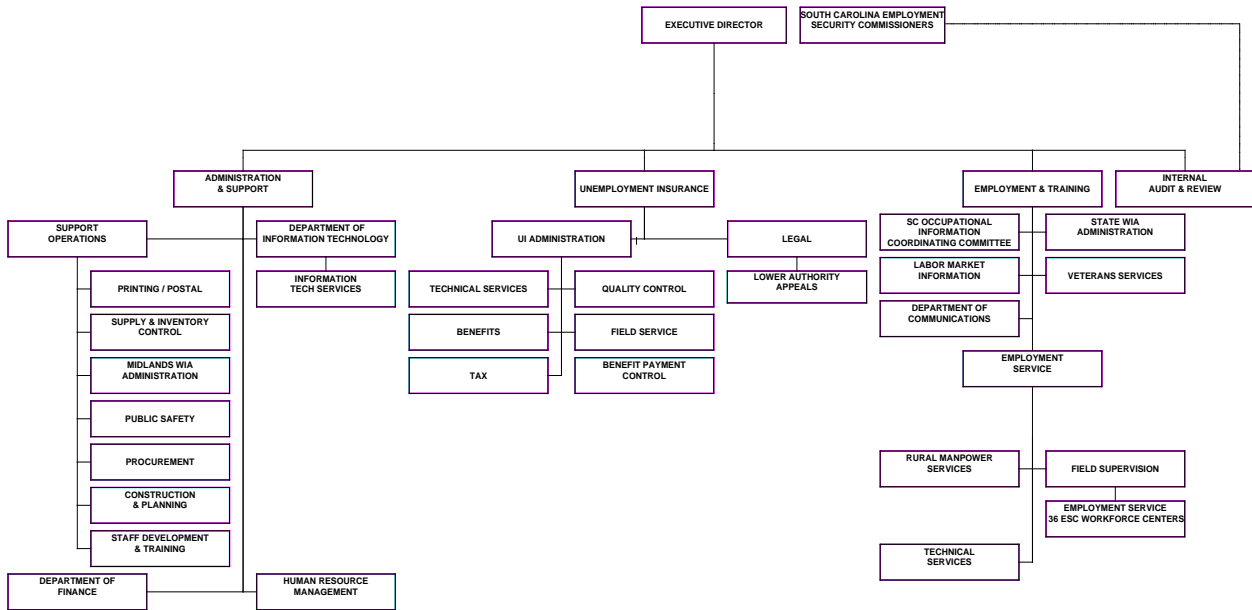 EXECUTIVE DIRECTOR
SOUTH CAROLINA EMPLOYMENT
SECURITY COMMISSIONERS
ADMINISTRATION
& SUPPORT
UNEMPLOYMENT INSURANCE
EMPLOYMENT & TRAINING
INTERNAL
AUDIT & REVIEW
SUPPORT
OPERATIONS
DEPARTMENT OF
INFORMATION TECHNOLOGY
INFORMATION
TECH SERVICES
PRINTING / POSTAL
SUPPLY & INVENTORY
CONTROL
MIDLANDS WIA
ADMINISTRATION
PUBLIC SAFETY
PROCUREMENT
CONSTRUCTION
& PLANNING
STAFF DEVELOPMENT
& TRAINING
DEPARTMENT OF
FINANCE
HUMAN RESOURCE
MANAGEMENT
UI ADMINISTRATION
LEGAL
LOWER AUTHORITY
APPEALS
TECHNICAL SERVICES
QUALITY CONTROL
BENEFITS
FIELD SERVICE
TAX
BENEFIT PAYMENT
CONTROL
SC OCCUPATIONAL
INFORMATION
COORDINATING COMMITTEE
STATE WIA
ADMINISTRATION
LABOR MARKET
INFORMATION
VETERANS SERVICES
DEPARTMENT OF
COMMUNICATIONS
EMPLOYMENT
SERVICE
RURAL MANPOWER
SERVICES
FIELD SUPERVISION
EMPLOYMENT SERVICE
36 ESC WORKFORCE CENTERS
TECHNICAL
SERVICES